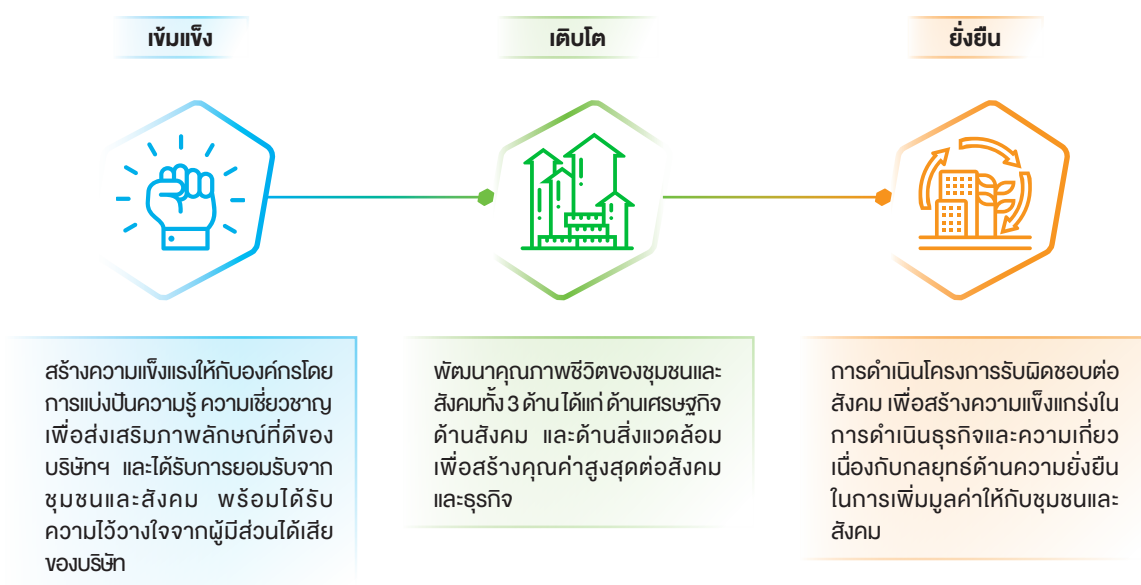 เข้มแข็ง
เติบโต
ยั่งยืน
สร้างความแข็งแรงให้กับองค์กรโดย
การแบ่งปันความรู้ ความเชี่ยวชาญ
เพื่อส่งเสริมภาพลักษณ์ที่ดีของ
บริษัทฯ และได้รับการยอมรับจาก
ชุมชนและสังคม พร้อมได้รับ
ความไว้วางใจจากผู้มีส่วนได้เสีย
ของบริษัท
พัฒนาคุณภาพชีวิตของชุมชนและ
สังคมทั้ง 3 ด้าน ได้แก่ ด้านเศรษฐกิจ
ด้านสังคม และด้านสิ่งแวดล้อม
เพื่อสร้างคุณค่าสูงสุดต่อสังคม
และธุรกิจ
การดำเนินโครงการรับผิดชอบต่อ
สังคม เพื่อสร้างความแข็งแกร่งใน
การดำเนินธุรกิจและความเกี่ยว
เนื่องกับกลยุทธ์ด้านความยั่งยืน
ในการเพิ่มมูลค่าให้กับชุมชนและ
สังคม